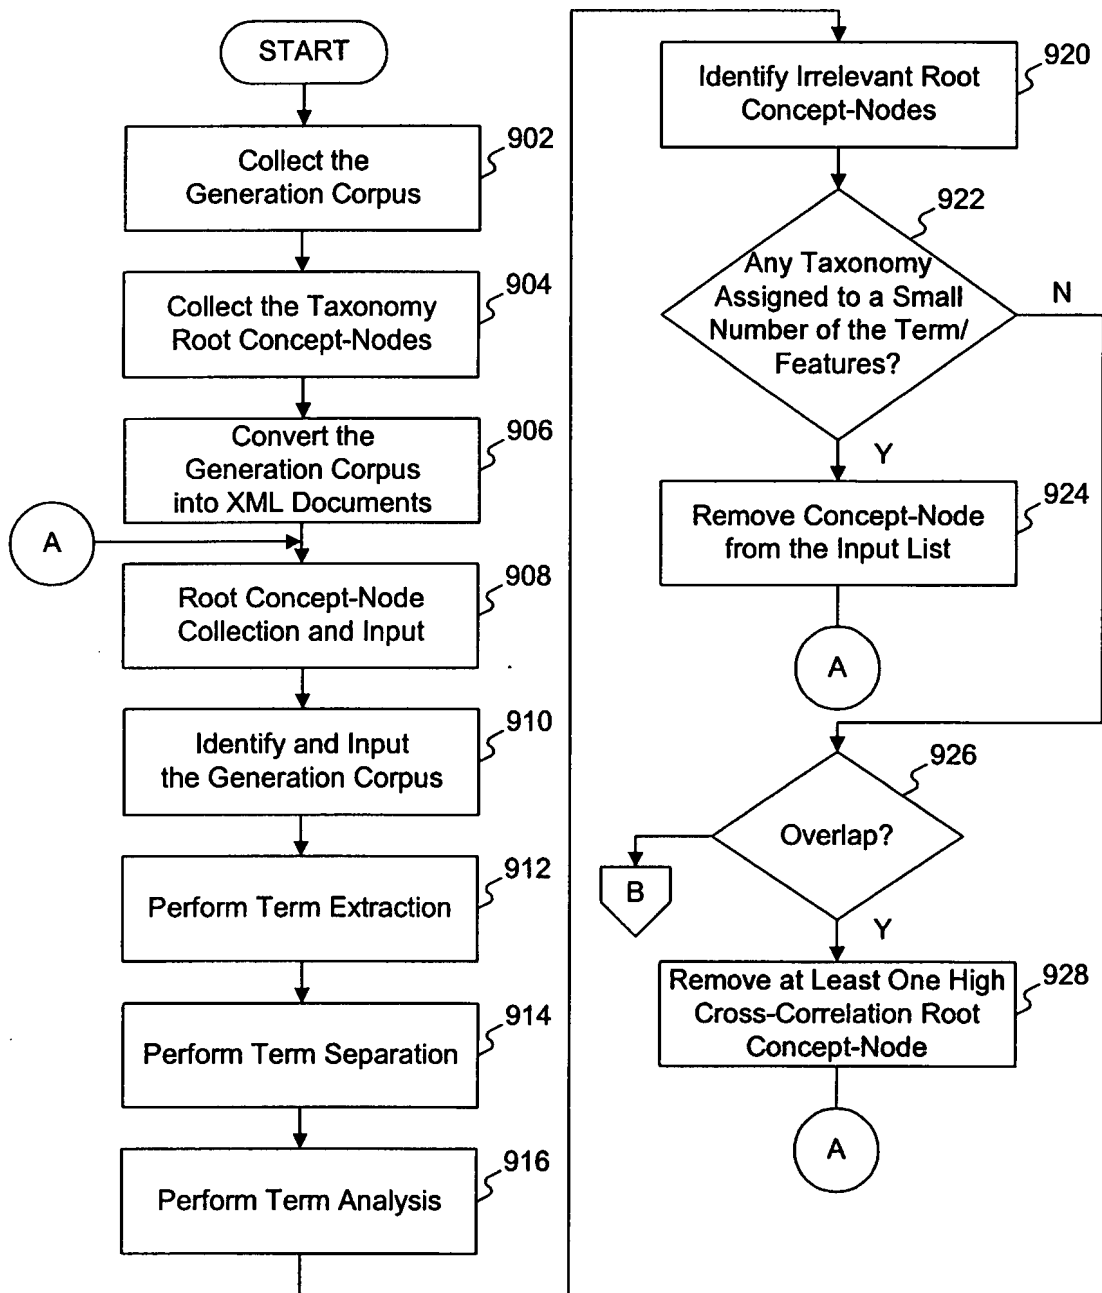 START
902
Collect the
Generation Corpus
904
Collect the Taxonomy
Root Concept-Nodes
906
Convert the
Generation Corpus
into XML Documents
A
908
Root Concept-Node
Collection and Input
910
Identify and Input
the Generation Corpus
912
Perform Term Extraction
914
Perform Term Separation
916
Perform Term Analysis
920
Identify Irrelevant Root
Concept-Nodes
922
Any Taxonomy
Assigned to a Small
Number of the Term/
Features?
N
Y
924
Remove Concept-Node
from the Input List
A
926
Overlap?
B
Y
928
Remove at Least One High
Cross-Correlation Root
Concept-Node
A